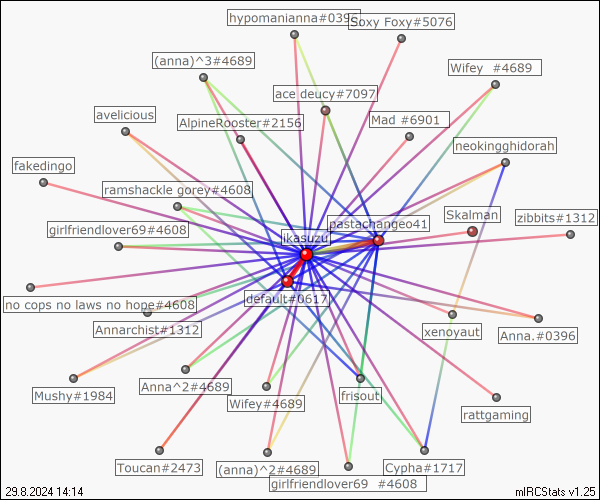 hypomanianna#0396
Soxy Foxy#5076
(anna)^3#4689
Wifey  #4689
ace deucy#7097
avelicious
AlpineRooster#2156
Mad #6901
neokingghidorah
fakedingo
ramshackle gorey#4608
girlfriendlover69#4608
pastachangeo41
Skalman
zibbits#1312
ikasuzu
default#0617
no cops no laws no hope#4608
Annarchist#1312
xenoyaut
Anna.#0396
Mushy#1984
Anna^2#4689
Wifey#4689
frisout
rattgaming
Toucan#2473
(anna)^2#4689
Cypha#1717
girlfriendlover69  #4608
29.8.2024 14:14
mIRCStats v1.25